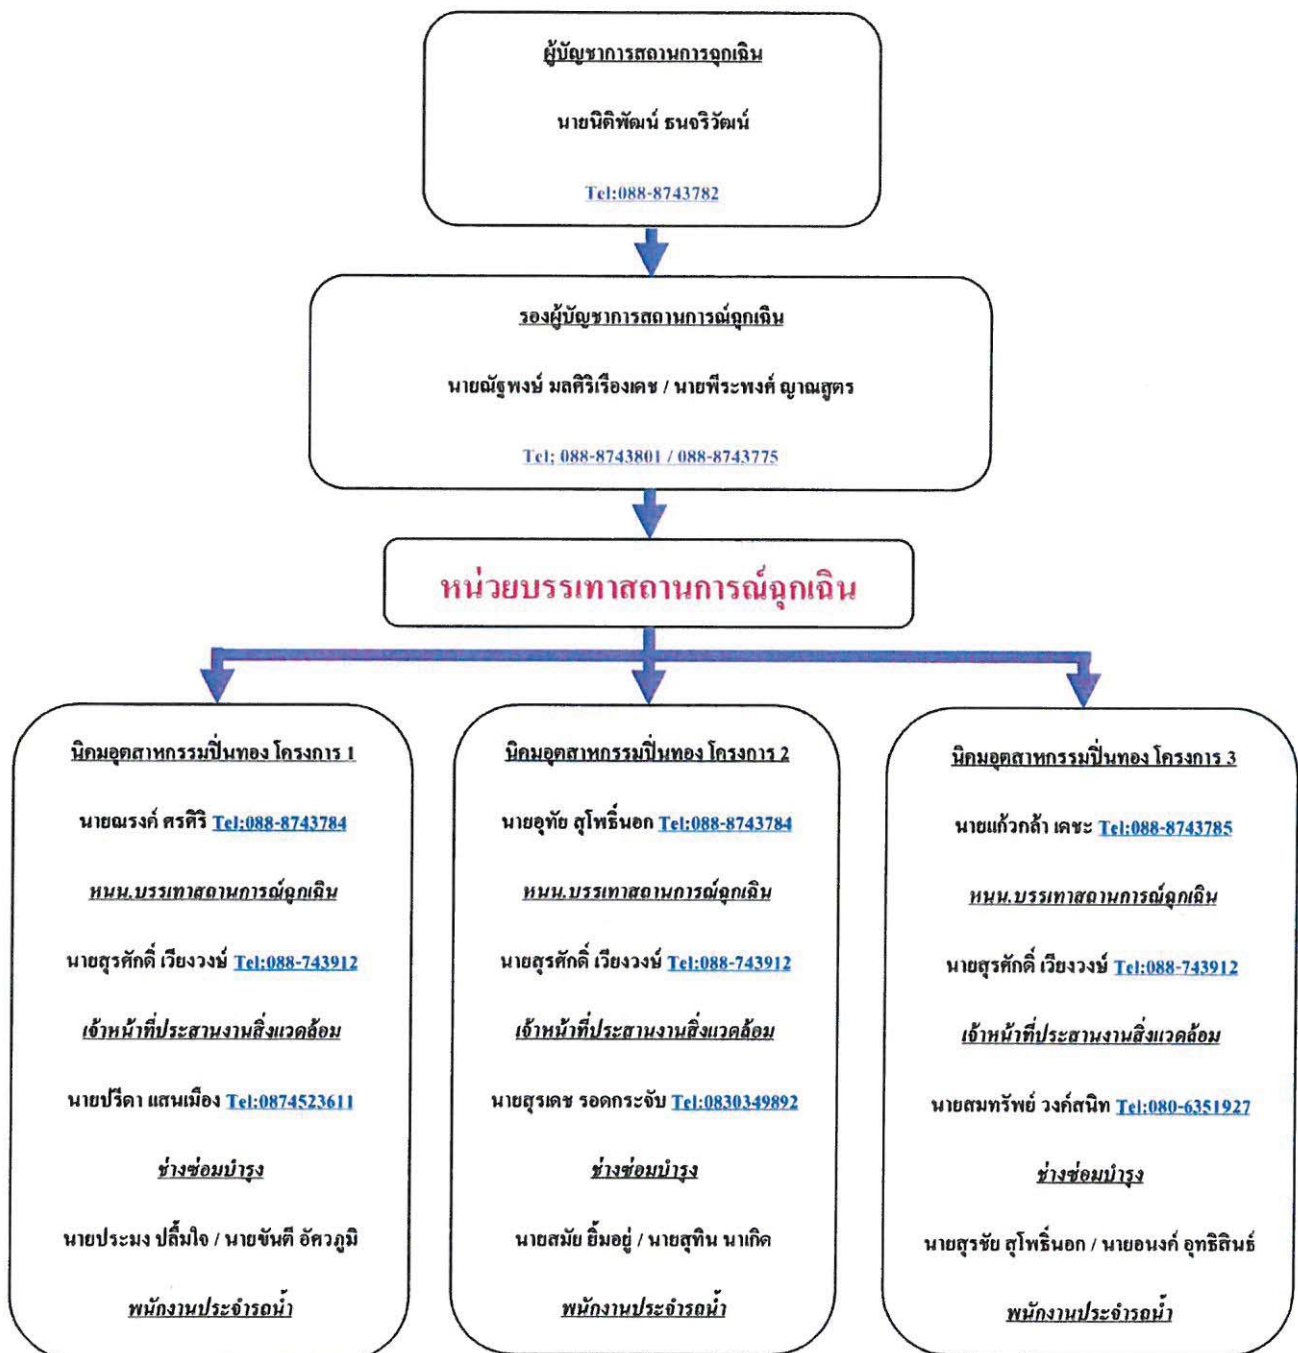 ผู้บัญชาการสถานการฉุกเฉิน
นายนิติพัฒน์ ธนจริวัฒน์
Tel:088-8743782
รองผู้บัญชาการสถานการณ์ฉุกเฉิน
นายณัฐพงษ์ มลศิริเรืองเดช / นายพีระพงศ์ ญาณสูตร
Tel; 088-8743801 / 088-8743775
หน่วยบรรเทาสถานการณ์ฉุกเฉิน
นิคมอุตสาหกรรมปิ่นทอง โครงการ 1
นายณรงค์ ศรศิริ Tel:088-8743784
หนน.บรรเทาสถานการณ์ฉุกเฉิน
นายสุรศักดิ์ เวียงวงษ์ Tel:088-743912
เจ้าหน้าที่ประสานงานสิ่งแวดล้อม
นายปรีดา แสนเมือง Tel:0874523611
ช่างซ่อมบำรุง
นายประมง ปลื้มใจ / นายขันตี อัศวภูมิ
พนักงานประจำรถน้ำ
นิคมอุตสาหกรรมปิ่นทอง โครงการ 2
นายอุทัย สุโพธิ์นอก Tel:088-8743784
หนน.บรรเทาสถานการณ์ฉุกเฉิน
นายสุรศักดิ์ เวียงวงษ์ Tel:088-743912
เจ้าหน้าที่ประสานงานสิ่งแวดล้อม
นายสุรเดช รอดกระจับ Tel:0830349892
ช่างซ่อมบำรุง
นายสมัย ยิ้มอยู่ / นายสุทิน นาเกิด
พนักงานประจำรถน้ำ
นิคมอุตสาหกรรมปิ่นทอง โครงการ 3
นายแก้วกล้า เดชะ Tel:088-8743785
หนน.บรรเทาสถานการณ์ฉุกเฉิน
นายสุรศักดิ์ เวียงวงษ์ Tel:088-743912
เจ้าหน้าที่ประสานงานสิ่งแวดล้อม
นายสมทรัพย์ วงค์สนิท Tel:080-6351927
ช่างซ่อมบำรุง
นายสุรชัย สุโพธิ์นอก / นายอนงค์ อุทธิสินธ์
พนักงานประจำรถน้ำ